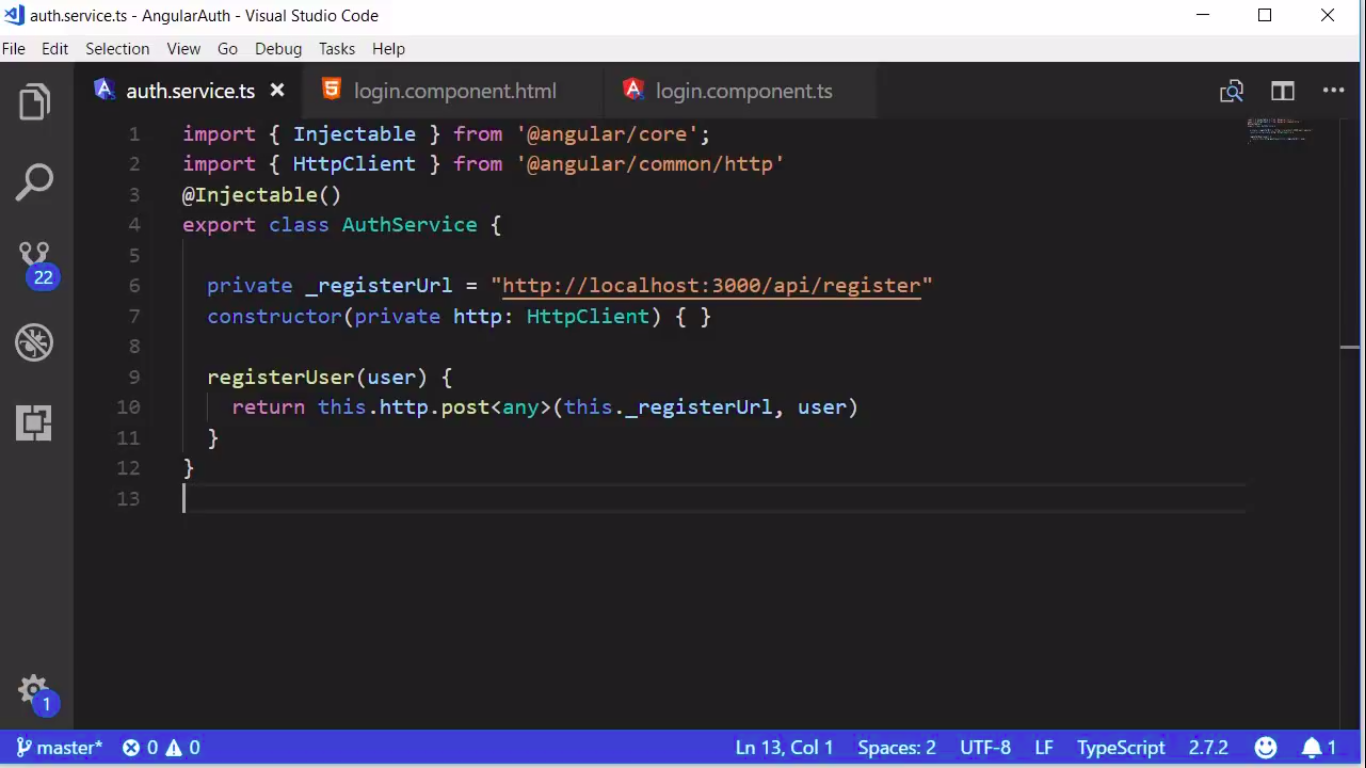 auth.service.ts - AngularAuth - Visual Studio Code
File Edit Selection View Go Debug Tasks Help
auth.service.ts login.component.html login.component.ts
1 import { Injectable } from '@angular/core';
2 import { HttpClient } from '@angular/common/http'
3 @Injectable()
4 export class AuthService {
5
6 private _registerUrl = "http://localhost:3000/api/register"
7 constructor(private http: HttpClient) { }
8
9 registerUser(user) {
10 return this.http.post<any>(this._registerUrl, user)
11 }
12 }
13
22
1
master* 0 0 Ln 13, Col 1 Spaces: 2 UTF-8 LF TypeScript 2.7.2 1